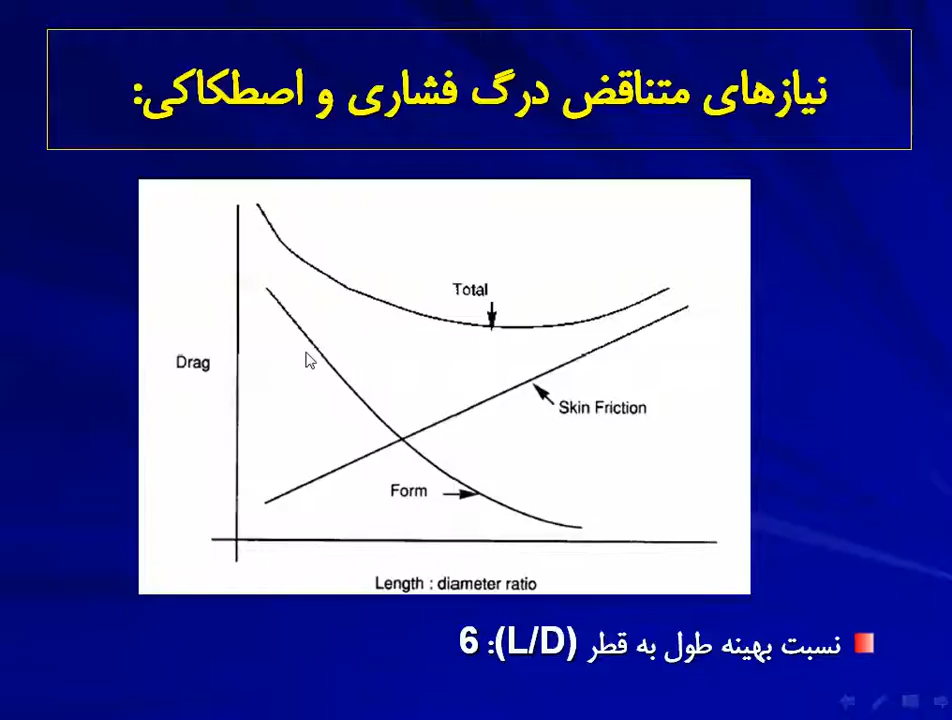 نیازهای متناقض درگ فشاری و اصطکاکی:
Total
Drag
Skin Friction
Form
Length : diameter ratio
نسبت بهینه طول به قطر (L/D): 6